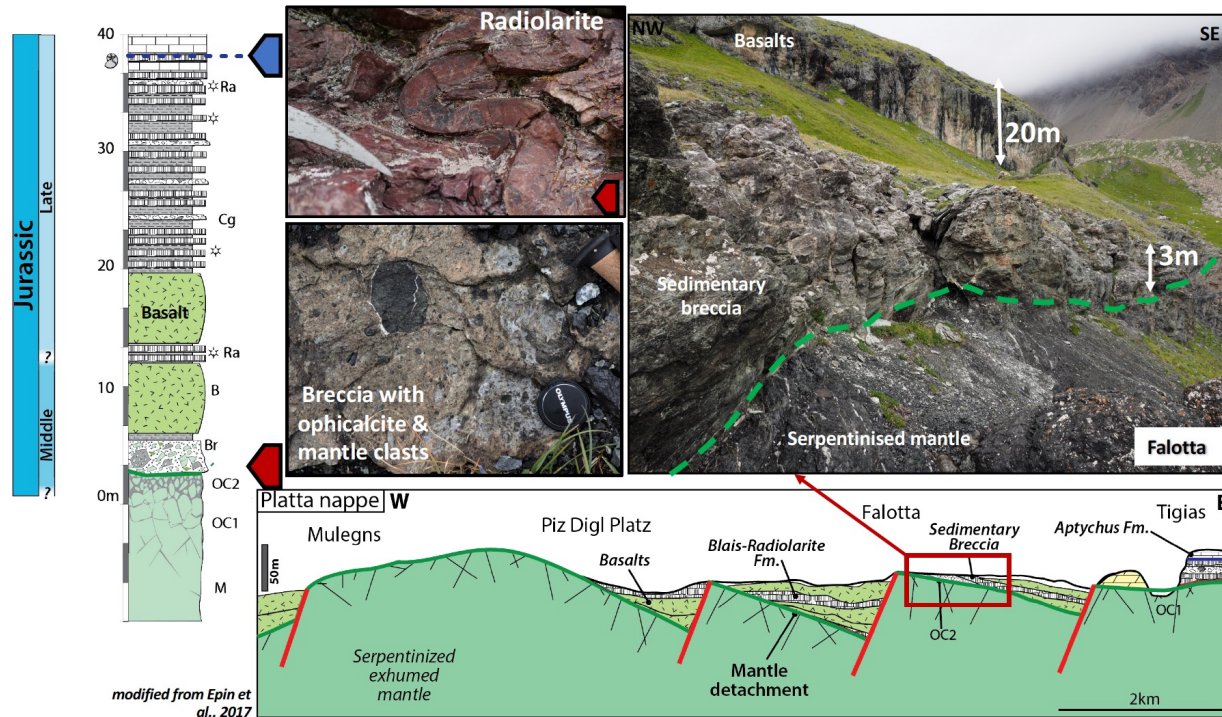 Jurassic
Late
Middle
?
?
40
30
20
10
0m
Ra
Cg
Basalt
Ra
B
Br
OC2
OC1
M
Radiolarite
Breccia with
ophicalcite &
mantle clasts
OLYMPUS
NW
SE
Basalts
20m
3m
Sedimentary
breccia
Serpentinised mantle
Falotta
Platta nappe
W
E
Mulegns
Piz Digl Platz
Falotta
Tigias
50m
Basalts
Blais-Radiolarite
Fm.
Sedimentary
Breccia
Aptychus Fm.
OC1
OC2
Serpentinized
exhumed
mantle
Mantle
detachment
2km
modified from Epin et
al., 2017